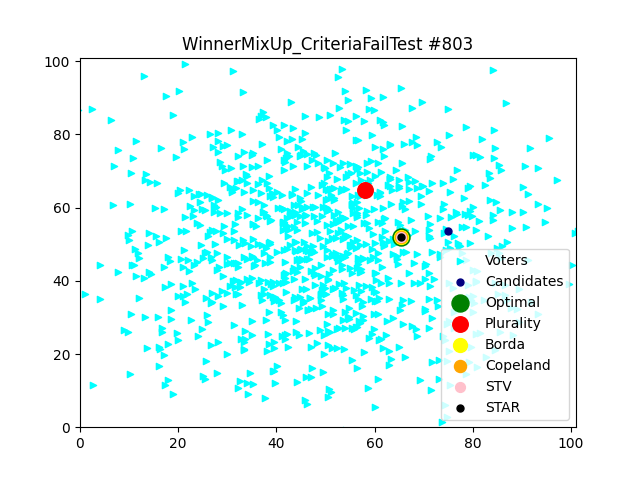 WinnerMixUp_CriteriaFailTest #803
100
80
60
40
20
0
0
20
40
60
80
100
Voters
Candidates
Optimal
Plurality
Borda
Copeland
STV
STAR